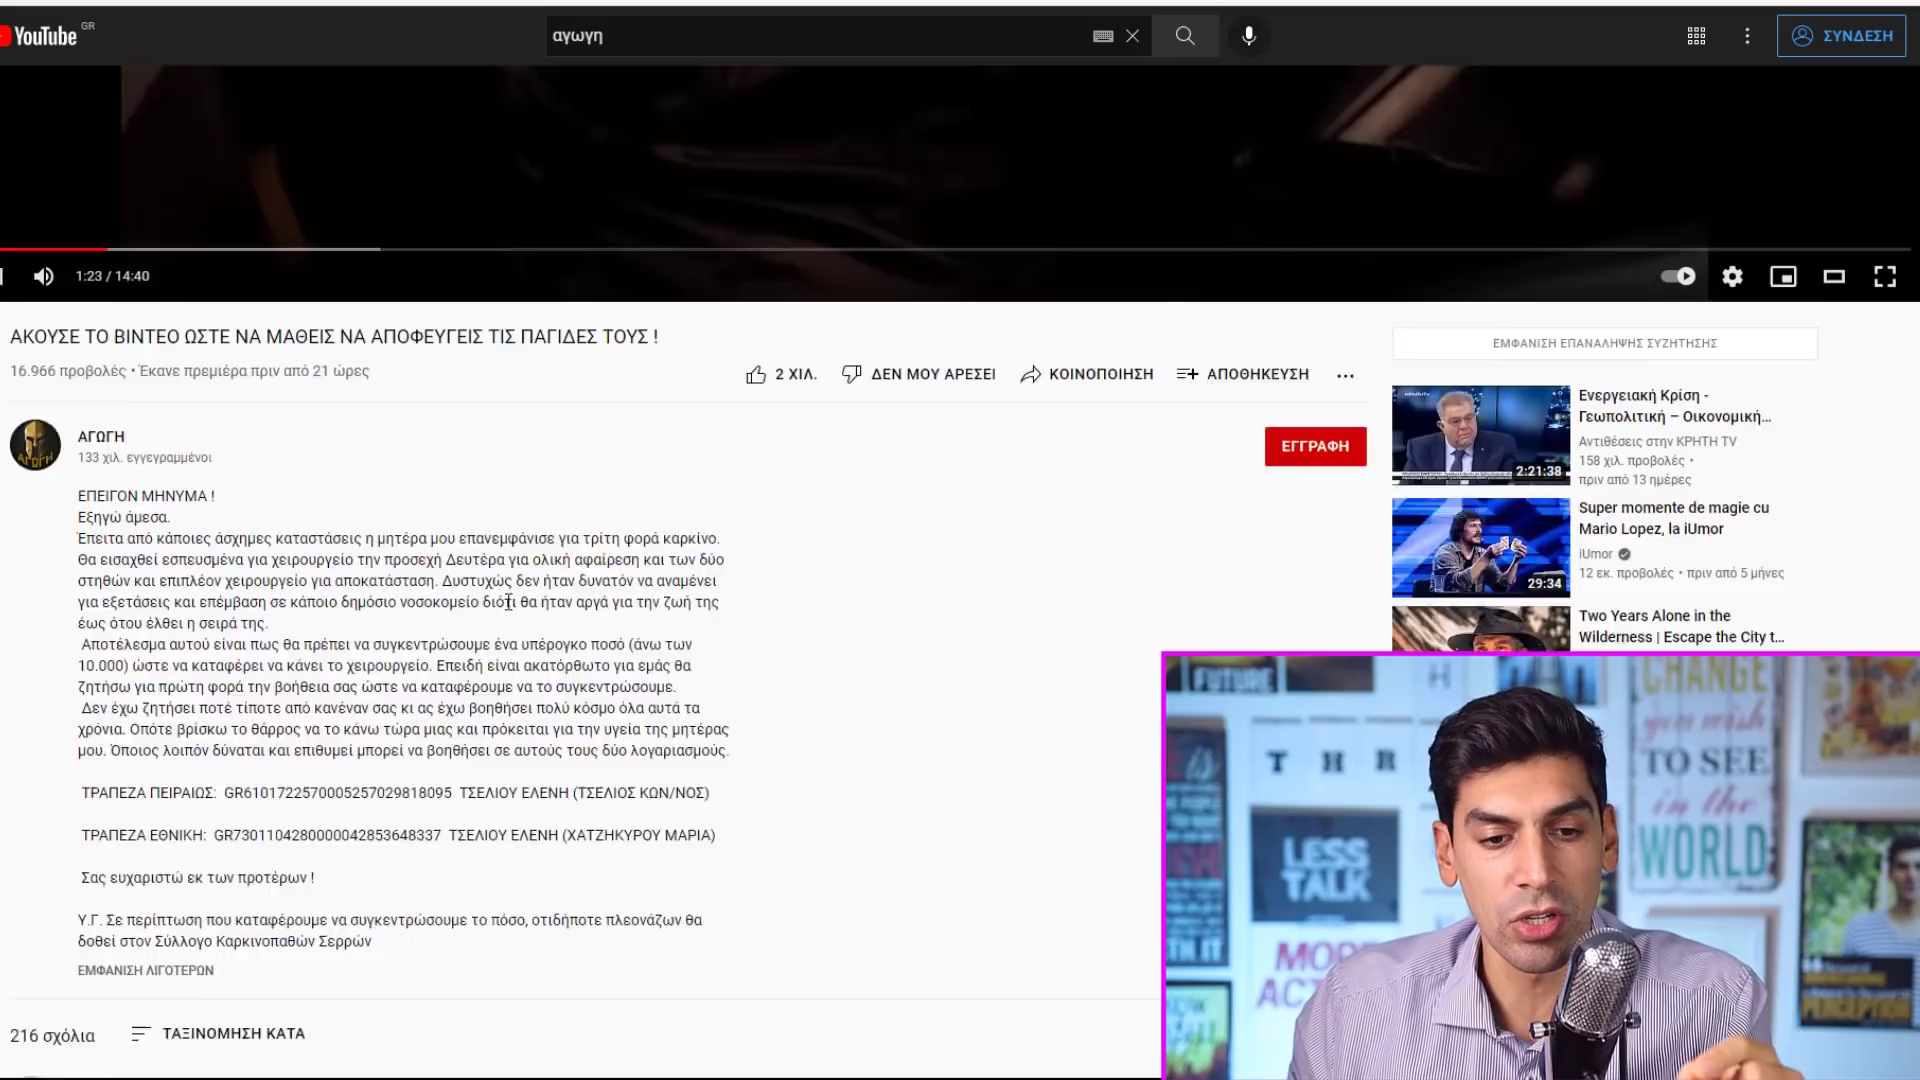 YouTube GR
αγωγη
ΣΥΝΔΕΣΗ
1:23 / 14:40
ΑΚΟΥΣΕ ΤΟ ΒΙΝΤΕΟ ΩΣΤΕ ΝΑ ΜΑΘΕΙΣ ΝΑ ΑΠΟΦΕΥΓΕΙΣ ΤΙΣ ΠΑΓΙΔΕΣ ΤΟΥΣ !
16.966 προβολές • Έκανε πρεμιέρα πριν από 21 ώρες
2 ΧΙΛ. ΔΕΝ ΜΟΥ ΑΡΕΣΕΙ ΚΟΙΝΟΠΟΙΗΣΗ ΑΠΟΘΗΚΕΥΣΗ
ΑΓΩΓΗ
ΑΓΩΓΗ
133 χιλ. εγγεγραμμένοι
ΕΓΓΡΑΦΗ
ΕΠΕΙΓΟΝ ΜΗΝΥΜΑ !
Εξηγώ άμεσα.
Έπειτα από κάποιες άσχημες καταστάσεις η μητέρα μου επανεμφάνισε για τρίτη φορά καρκίνο.
Θα εισαχθεί εσπευσμένα για χειρουργείο την προσεχή Δευτέρα για ολική αφαίρεση και των δύο
στηθών και επιπλέον χειρουργείο για αποκατάσταση. Δυστυχώς δεν ήταν δυνατόν να αναμένει
για εξετάσεις και επέμβαση σε κάποιο δημόσιο νοσοκομείο διότι θα ήταν αργά για την ζωή της
έως ότου έλθει η σειρά της.
Αποτέλεσμα αυτού είναι πως θα πρέπει να συγκεντρώσουμε ένα υπέρογκο ποσό (άνω των
10.000) ώστε να καταφέρει να κάνει το χειρουργείο. Επειδή είναι ακατόρθωτο για εμάς θα
ζητήσω για πρώτη φορά την βοήθεια σας ώστε να καταφέρουμε να το συγκεντρώσουμε.
Δεν έχω ζητήσει ποτέ τίποτε από κανέναν σας κι ας έχω βοηθήσει πολύ κόσμο όλα αυτά τα
χρόνια. Οπότε βρίσκω το θάρρος να το κάνω τώρα μιας και πρόκειται για την υγεία της μητέρας
μου. Όποιος λοιπόν δύναται και επιθυμεί μπορεί να βοηθήσει σε αυτούς τους δύο λογαριασμούς.
ΤΡΑΠΕΖΑ ΠΕΙΡΑΙΩΣ: GR6101722570005257029818095 ΤΣΕΛΙΟΥ ΕΛΕΝΗ (ΤΣΕΛΙΟΣ ΚΩΝ/ΝΟΣ)
ΤΡΑΠΕΖΑ ΕΘΝΙΚΗ: GR7301104280000042853648337 ΤΣΕΛΙΟΥ ΕΛΕΝΗ (ΧΑΤΖΗΚΥΡΟΥ ΜΑΡΙΑ)
Σας ευχαριστώ εκ των προτέρων !
Υ.Γ. Σε περίπτωση που καταφέρουμε να συγκεντρώσουμε το πόσο, οτιδήποτε πλεονάζων θα
δοθεί στον Σύλλογο Καρκινοπαθών Σερρών
ΕΜΦΑΝΙΣΗ ΛΙΓΟΤΕΡΩΝ
216 σχόλια ΤΑΞΙΝΟΜΗΣΗ ΚΑΤΑ
ΕΜΦΑΝΙΣΗ ΕΠΑΝΑΛΗΨΗΣ ΣΥΖΗΤΗΣΗΣ
2:21:38
Ενεργειακή Κρίση -
Γεωπολιτική – Οικονομική...
Αντιθέσεις στην ΚΡΗΤΗ TV
158 χιλ. προβολές •
πριν από 13 ημέρες
29:34
Super momente de magie cu
Mario Lopez, la iUmor
iUmor
12 εκ. προβολές • πριν από 5 μήνες
Two Years Alone in the
Wilderness | Escape the City t...
FUTURE
H
THR
LESS
TALK
MORE
CHANGE
you wish
TO SEE
in the
WORLD
PERCEPTION